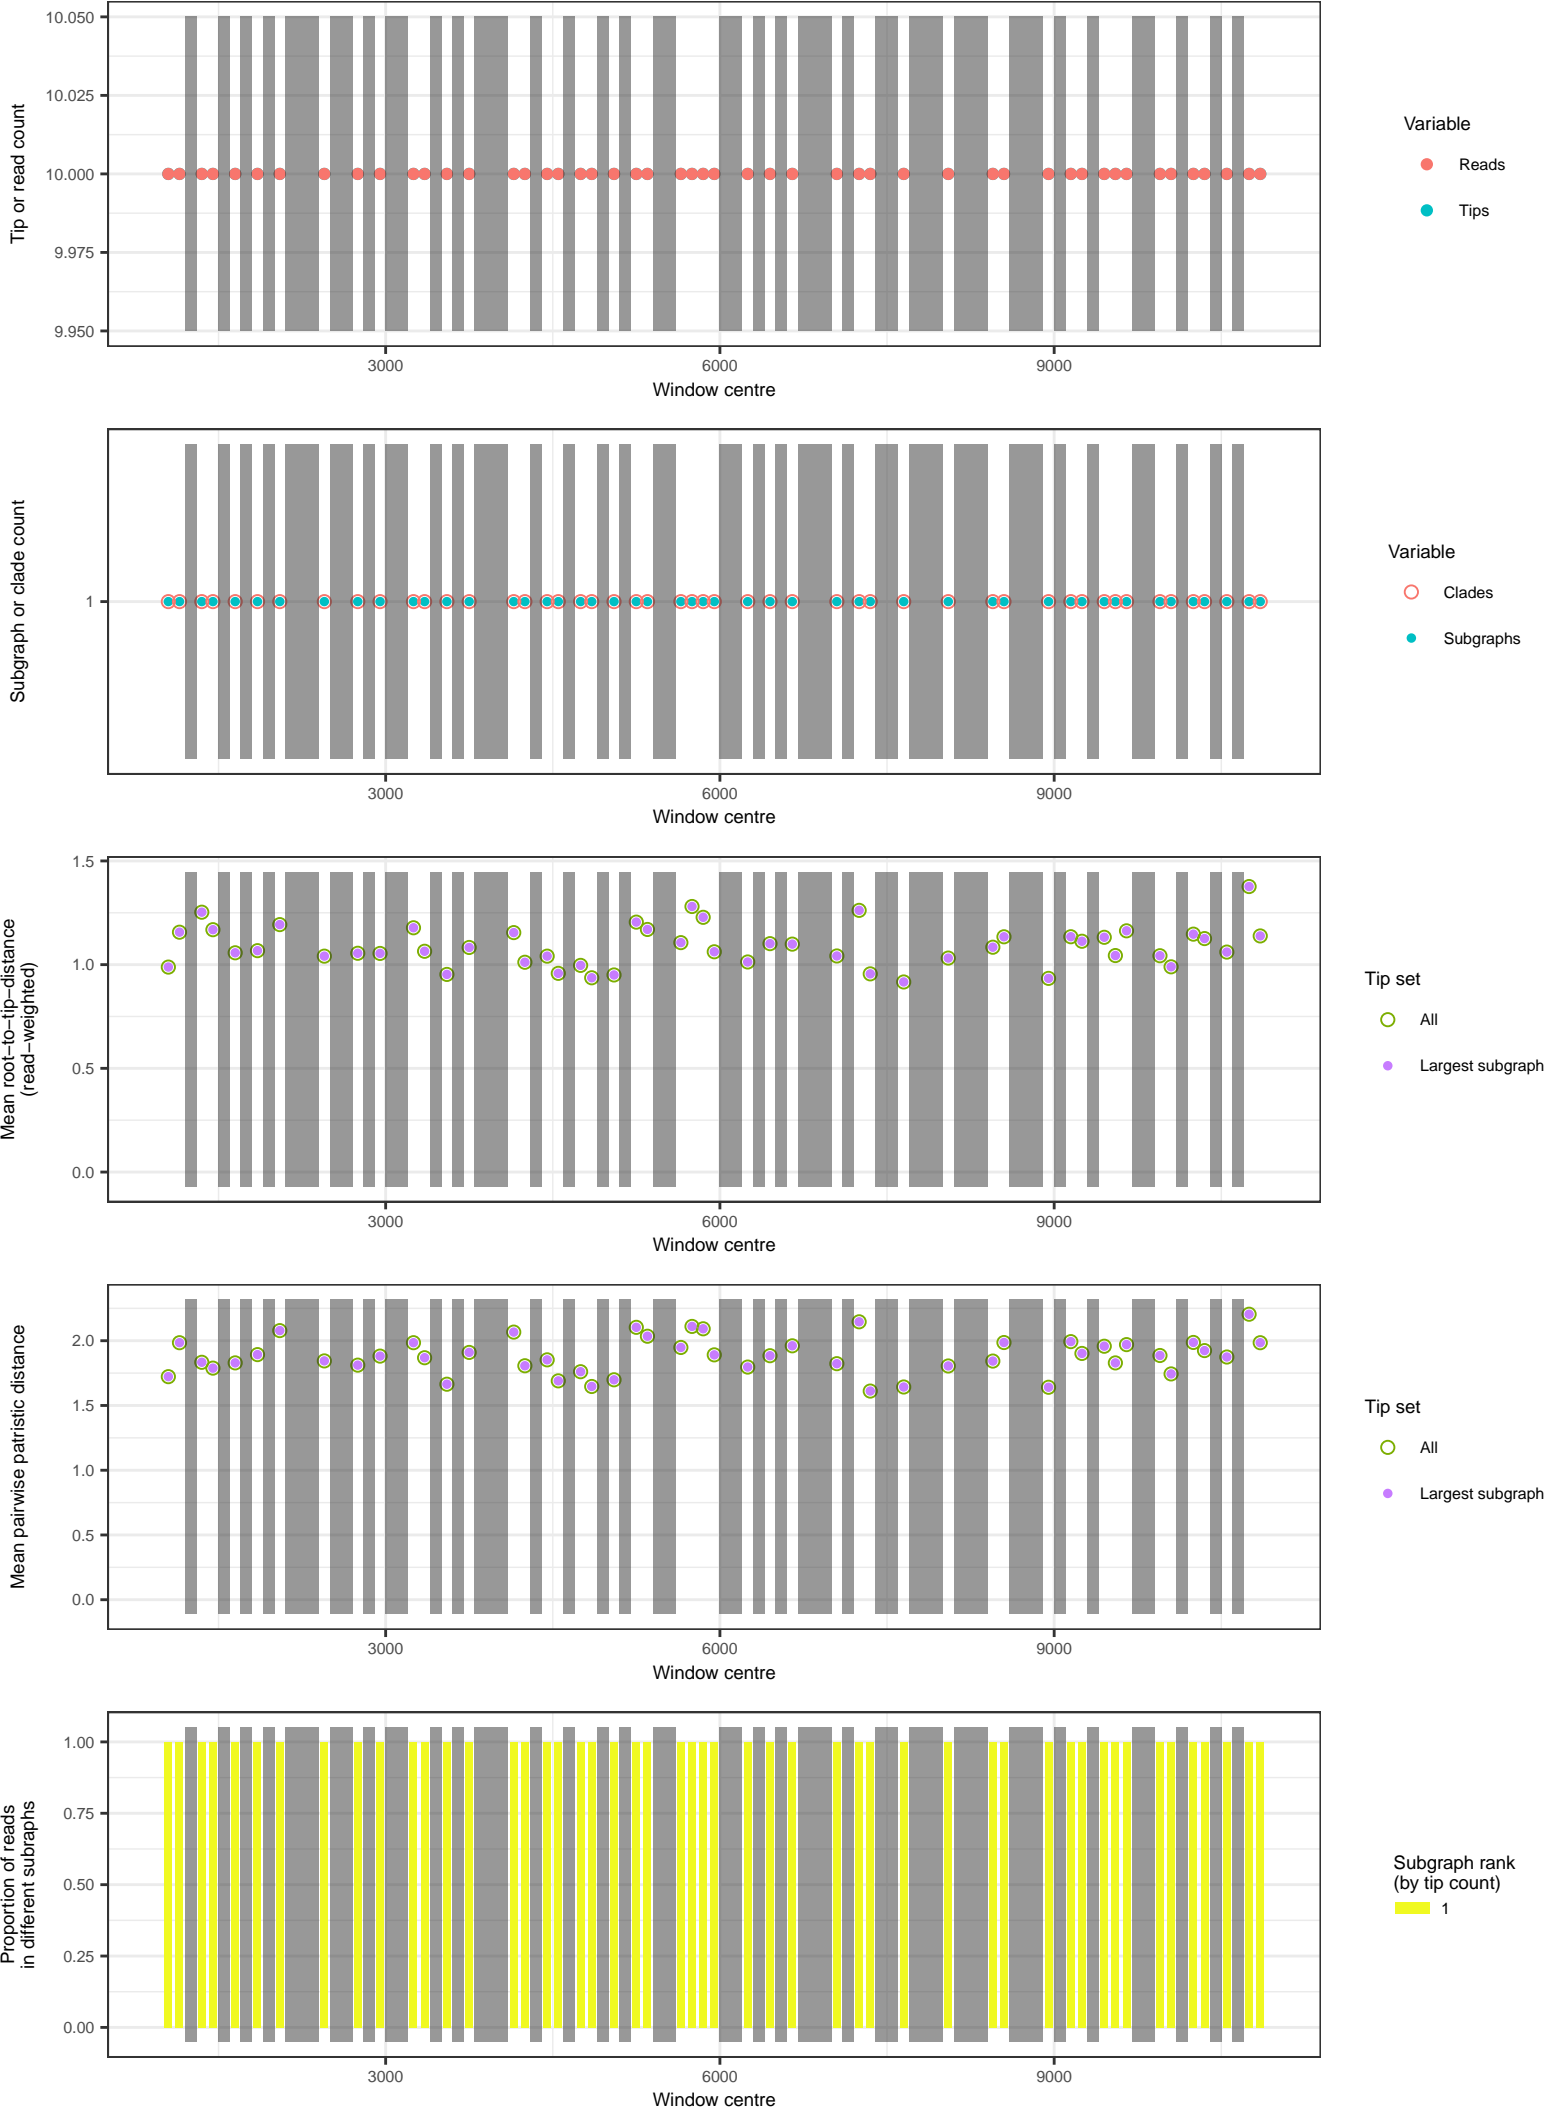 10.050
10.025
10.000
9.975
9.950
Tip or read count
3000
6000
9000
Window centre
Variable
Reads
Tips
1
Subgraph or clade count
3000
6000
9000
Window centre
Variable
Clades
Subgraphs
1.5
1.0
0.5
0.0
Mean root−to−tip−distance
(read−weighted)
3000
6000
9000
Window centre
Tip set
All
Largest subgraph
2.0
1.5
1.0
0.5
0.0
Mean pairwise patristic distance
3000
6000
9000
Window centre
Tip set
All
Largest subgraph
1.00
0.75
0.50
0.25
0.00
Proportion of reads
in different subraphs
3000
6000
9000
Window centre
Subgraph rank
(by tip count)
1